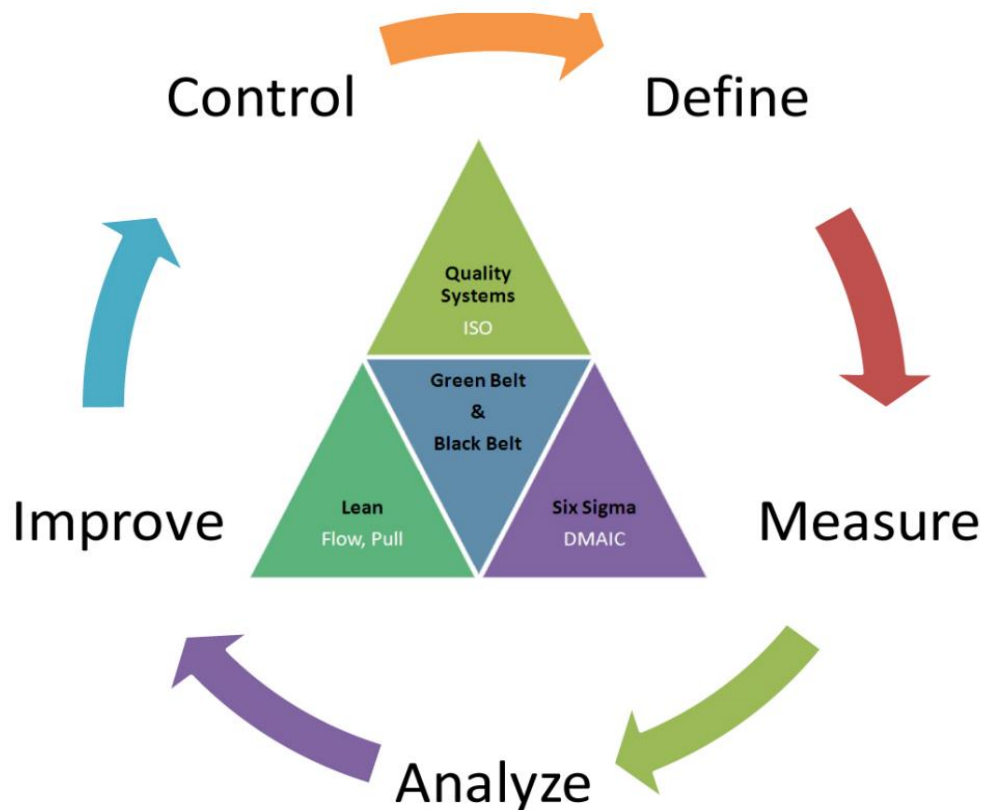 Control
Define
Quality
Systems
ISO
Green Belt
&
Black Belt
Improve
Lean
Flow, Pull
Six Sigma
DMAIC
Measure
Analyze